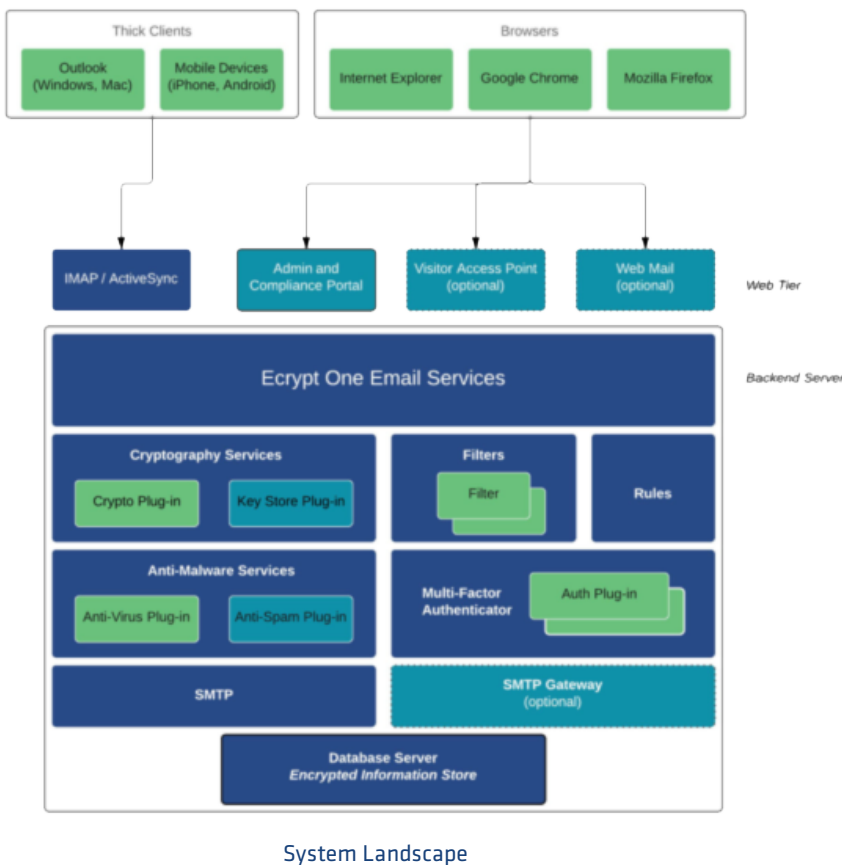 Thick Clients
Browsers
Outlook
(Windows, Mac)
Mobile Devices
(iPhone, Android)
Internet Explorer
Google Chrome
Mozilla Firefox
IMAP / ActiveSync
Admin and
Compliance Portal
Visitor Access Point
(optional)
Web Mail
(optional)
Web Tier
Ecrypt One Email Services
Backend Server
Cryptography Services
Crypto Plug-in
Key Store Plug-in
Filters
Filter
Rules
Anti-Malware Services
Anti-Virus Plug-in
Anti-Spam Plug-in
Multi-Factor
Authenticator
Auth Plug-in
SMTP
SMTP Gateway
(optional)
Database Server
Encrypted Information Store
System Landscape